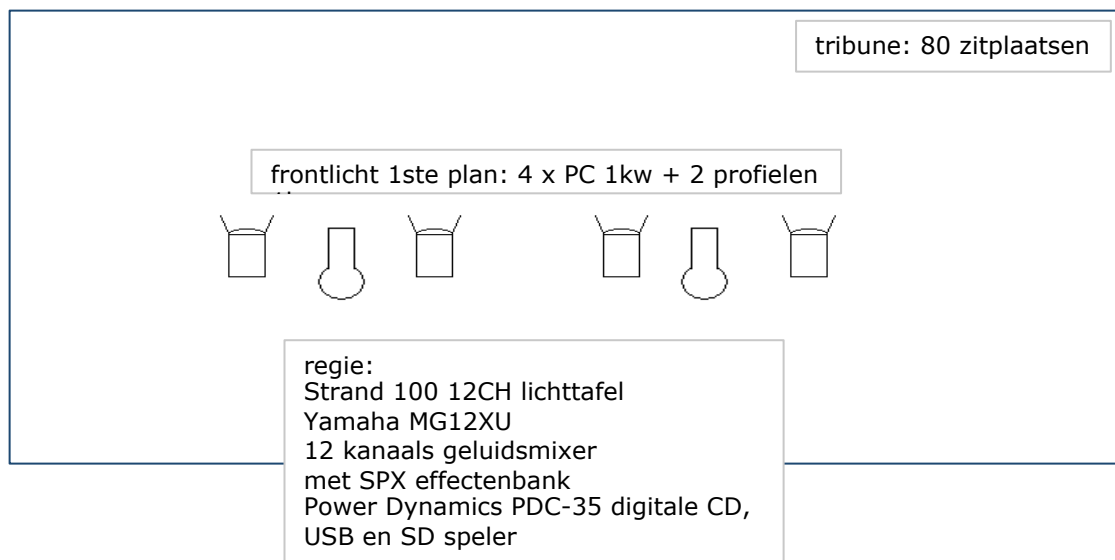 tribune: 80 zitplaatsen
frontlicht 1ste plan: 4 x PC 1kw + 2 profielen
regie:
Strand 100 12CH lichttafel
Yamaha MG12XU
12 kanaals geluidsmixer
met SPX effectenbank
Power Dynamics PDC-35 digitale CD,
USB en SD speler